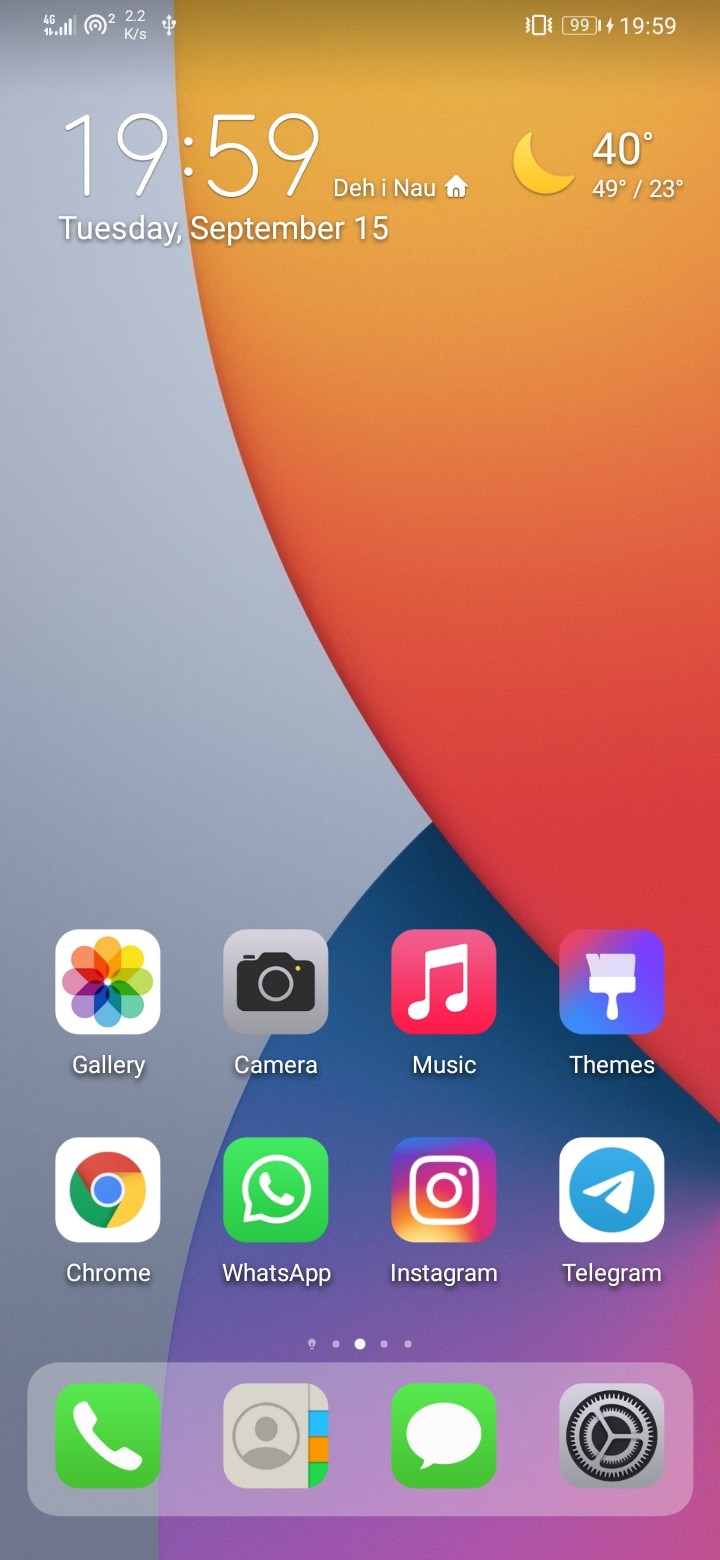 4G 2 2.2 K/s 99 19:59
19:59 Deh i Nau 40°
49° / 23°
Tuesday, September 15
Gallery Camera Music Themes
Chrome WhatsApp Instagram Telegram